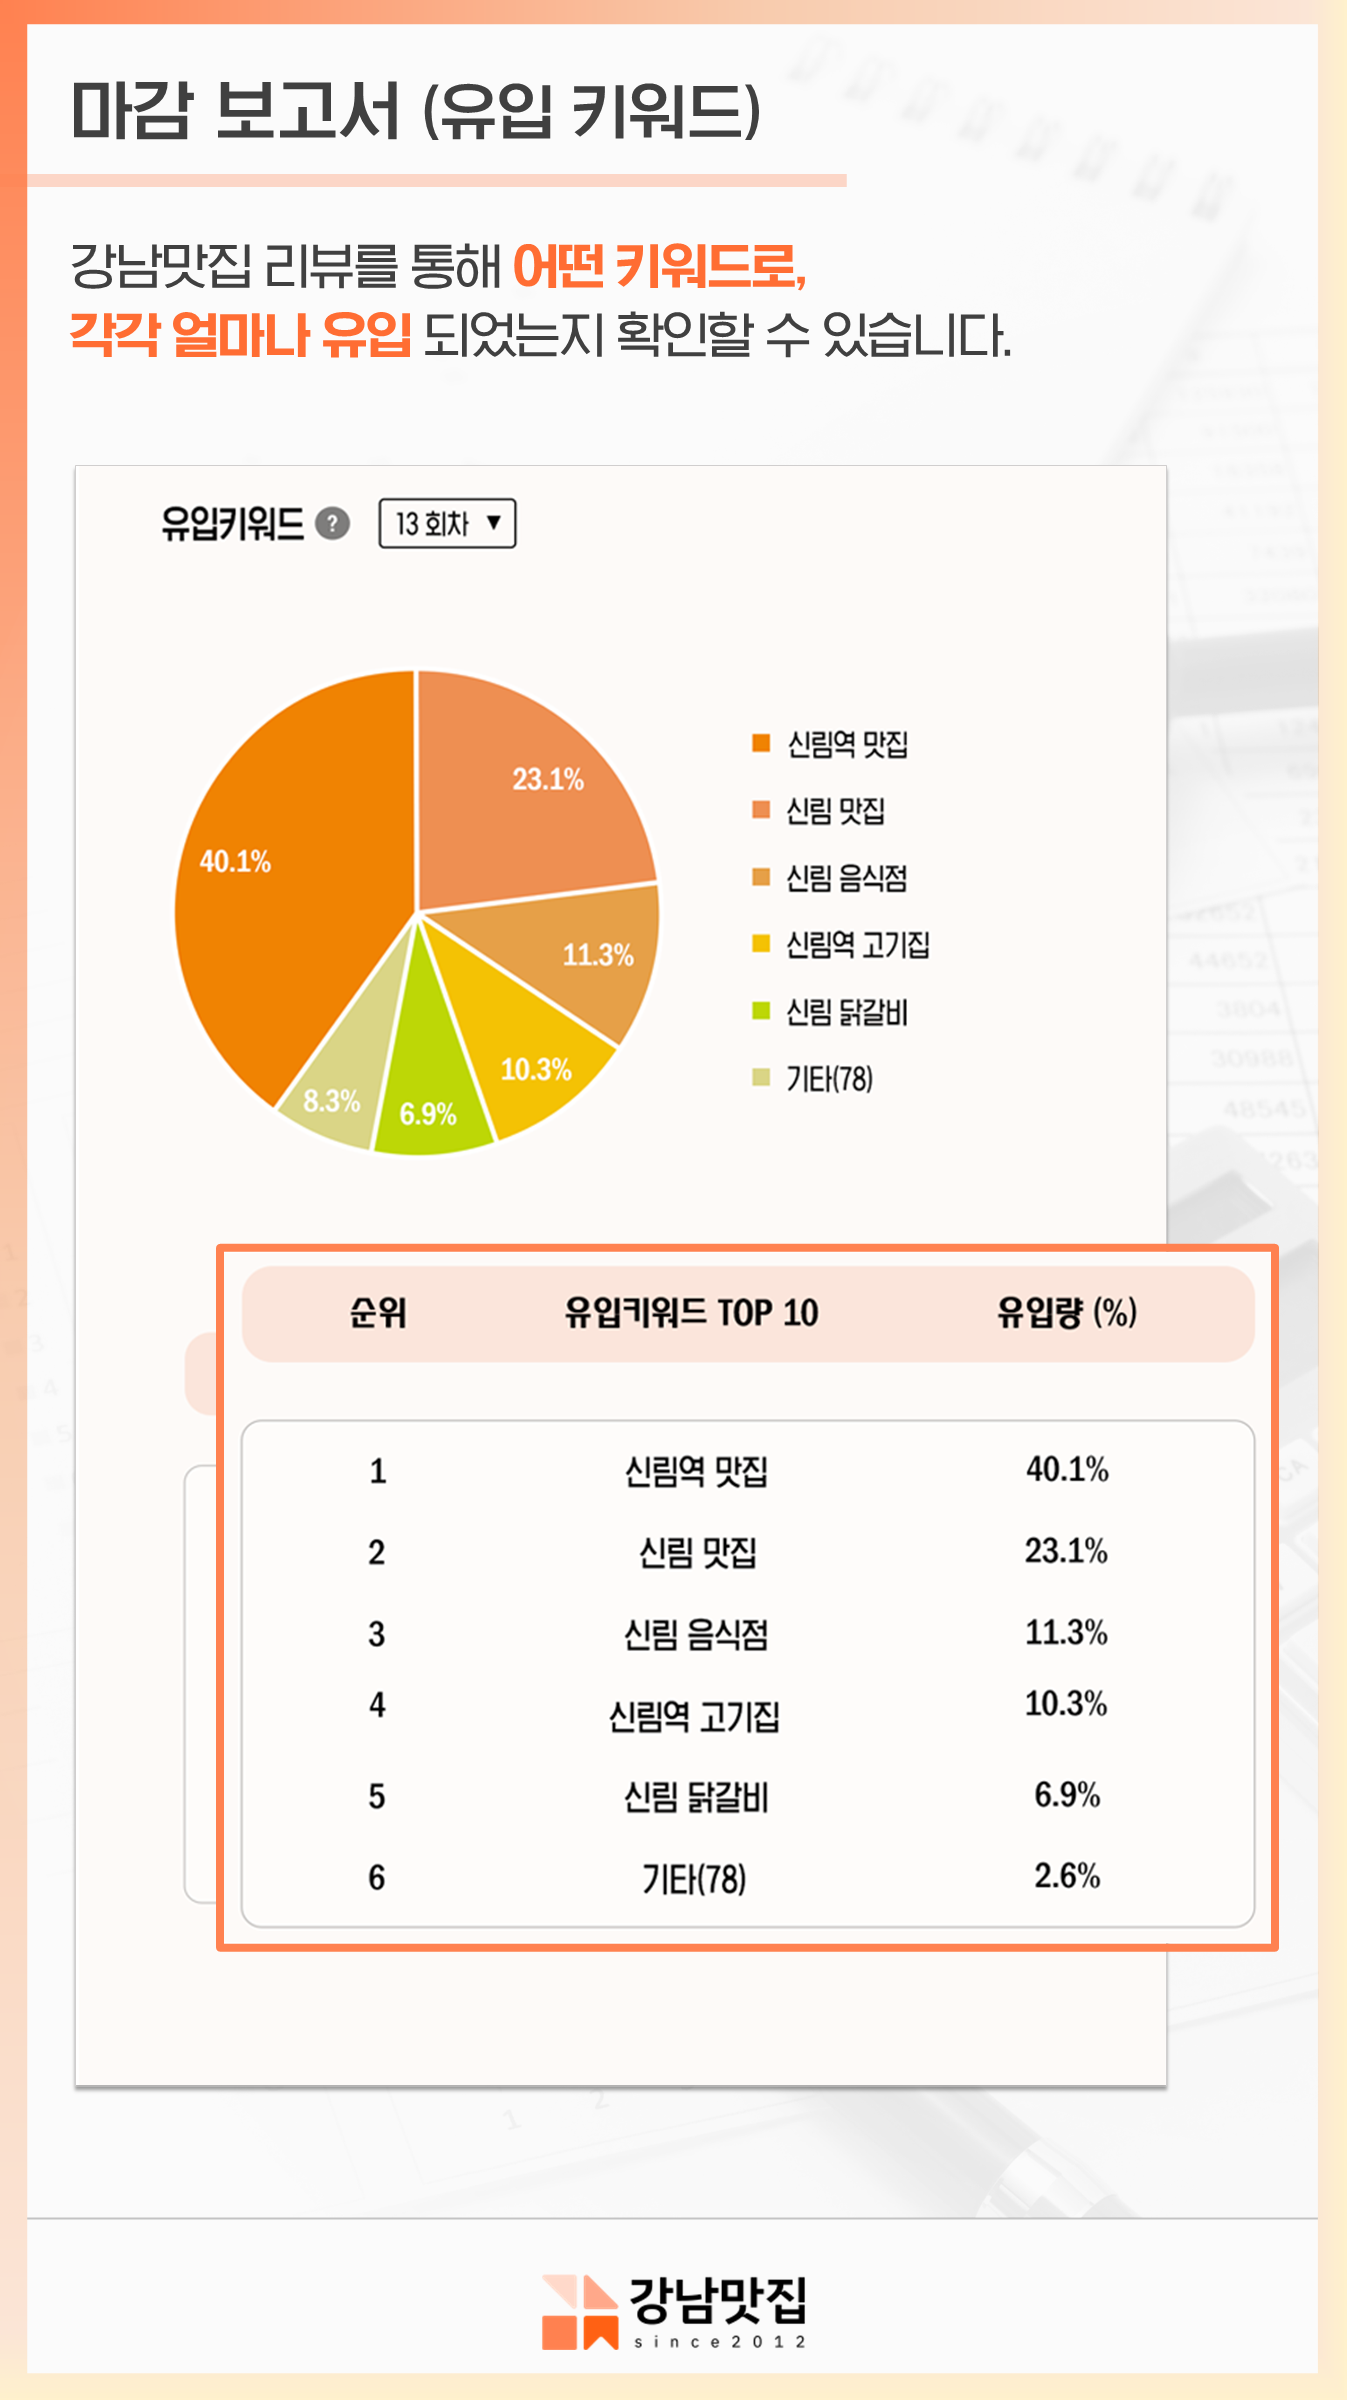 마감 보고서 (유입 키워드)
강남맛집 리뷰를 통해 어떤 키워드로,
각각 얼마나 유입 되었는지 확인할 수 있습니다.
유입키워드 ? 13 회차 ▼
23.1%
40.1%
11.3%
10.3%
8.3%
6.9%
신림역 맛집
신림 맛집
신림 음식점
신림역 고기집
신림 닭갈비
기타(78)
순위 유입키워드 TOP 10 유입량 (%)
1 신림역 맛집 40.1%
2 신림 맛집 23.1%
3 신림 음식점 11.3%
4 신림역 고기집 10.3%
5 신림 닭갈비 6.9%
6 기타(78) 2.6%
44652
3804
30988
48545
1 2
강남맛집
since2012